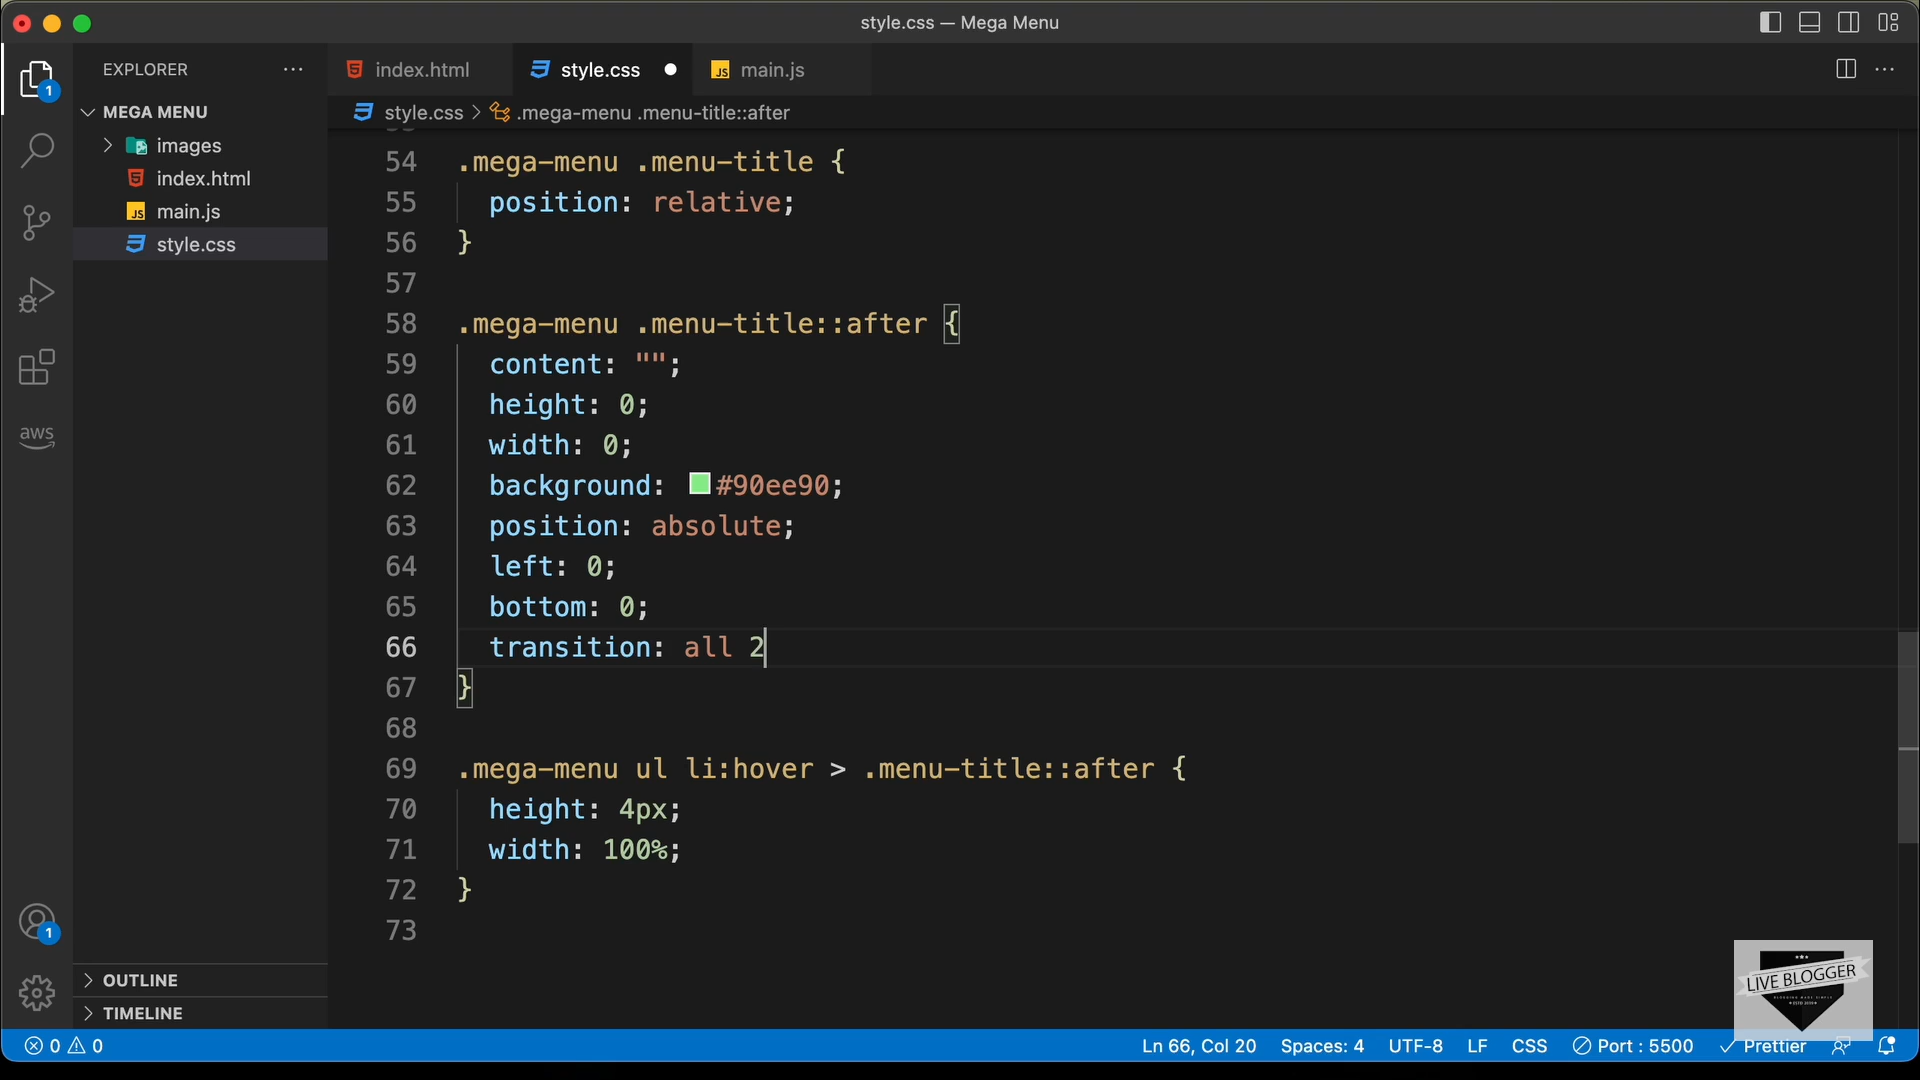 style.css — Mega Menu
EXPLORER
index.html
style.css
main.js
1
MEGA MENU
style.css > .mega-menu .menu-title::after
images
index.html
main.js
style.css
aws
54 .mega-menu .menu-title {
55 position: relative;
56 }
57
58 .mega-menu .menu-title::after {
59 content: "";
60 height: 0;
61 width: 0;
62 background: #90ee90;
63 position: absolute;
64 left: 0;
65 bottom: 0;
66 transition: all 2
67 }
68
69 .mega-menu ul li:hover > .menu-title::after {
70 height: 4px;
71 width: 100%;
72 }
73
1
OUTLINE
TIMELINE
LIVE BLOGGER
0 0
Ln 66, Col 20
Spaces: 4
UTF-8
LF
CSS
Port : 5500
Prettier